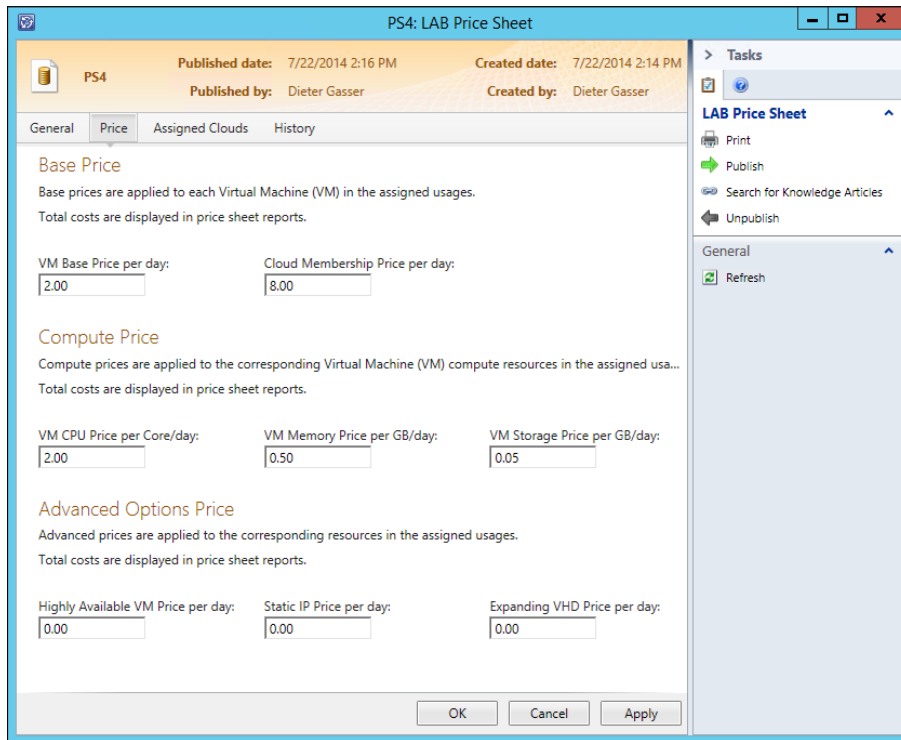 PS4: LAB Price Sheet
PS4
Published date: 7/22/2014 2:16 PM Created date: 7/22/2014 2:14 PM
Published by: Dieter Gasser Created by: Dieter Gasser
General Price Assigned Clouds History
Base Price
Base prices are applied to each Virtual Machine (VM) in the assigned usages.
Total costs are displayed in price sheet reports.
VM Base Price per day: Cloud Membership Price per day:
2.00 8.00
Compute Price
Compute prices are applied to the corresponding Virtual Machine (VM) compute resources in the assigned usa...
Total costs are displayed in price sheet reports.
VM CPU Price per Core/day: VM Memory Price per GB/day: VM Storage Price per GB/day:
2.00 0.50 0.05
Advanced Options Price
Advanced prices are applied to the corresponding resources in the assigned usages.
Total costs are displayed in price sheet reports.
Highly Available VM Price per day: Static IP Price per day: Expanding VHD Price per day:
0.00 0.00 0.00
OK Cancel Apply
Tasks
LAB Price Sheet
Print
Publish
Search for Knowledge Articles
Unpublish
General
Refresh